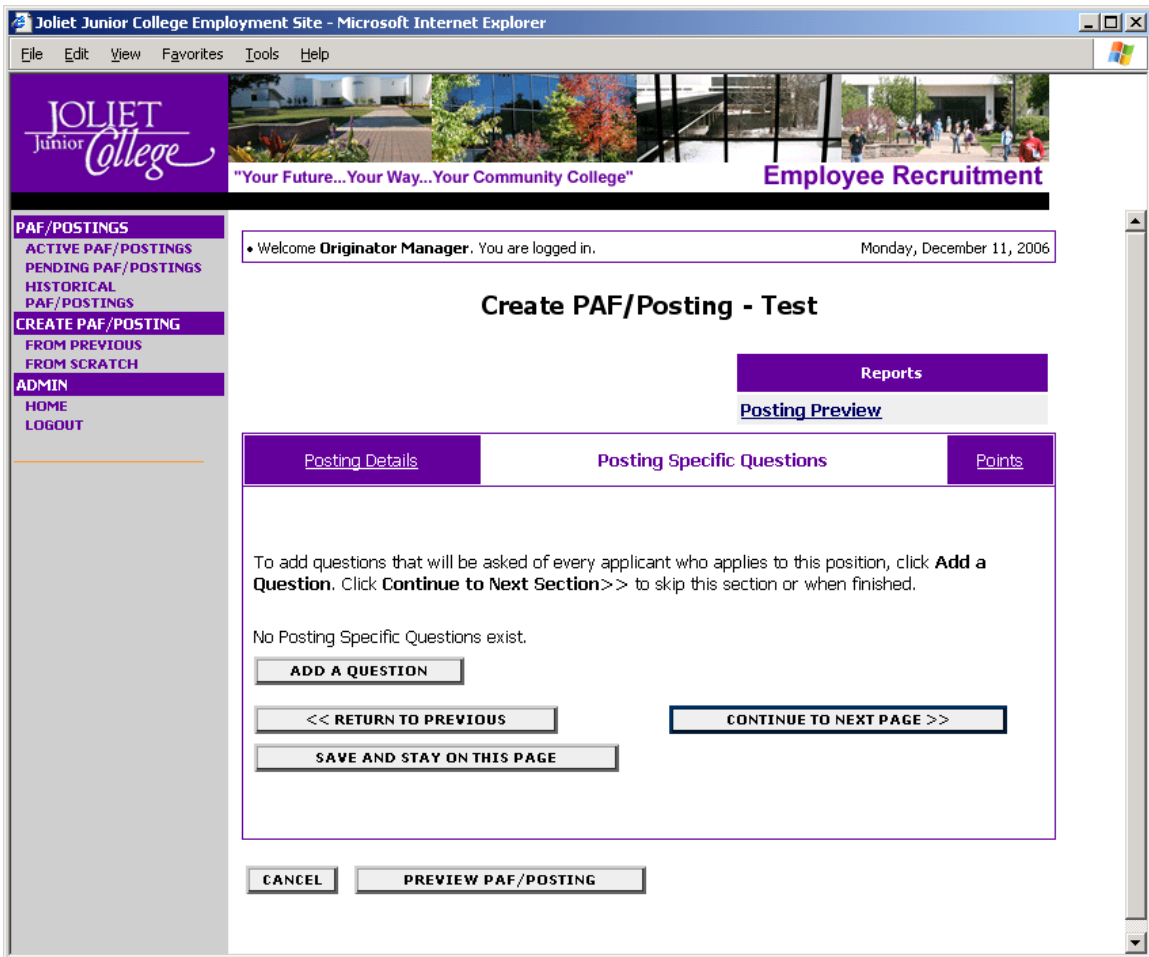 Joliet Junior College Employment Site - Microsoft Internet Explorer
File Edit View Favorites Tools Help
JOLIET
Junior College
"Your Future...Your Way...Your Community College"
Employee Recruitment
PAF/POSTINGS
ACTIVE PAF/POSTINGS
PENDING PAF/POSTINGS
HISTORICAL
PAF/POSTINGS
CREATE PAF/POSTING
FROM PREVIOUS
FROM SCRATCH
ADMIN
HOME
LOGOUT
• Welcome Originator Manager. You are logged in. Monday, December 11, 2006
Create PAF/Posting - Test
Reports
Posting Preview
Posting Details Posting Specific Questions Points
To add questions that will be asked of every applicant who applies to this position, click Add a
Question. Click Continue to Next Section>> to skip this section or when finished.
No Posting Specific Questions exist.
ADD A QUESTION
<< RETURN TO PREVIOUS CONTINUE TO NEXT PAGE >>
SAVE AND STAY ON THIS PAGE
CANCEL PREVIEW PAF/POSTING